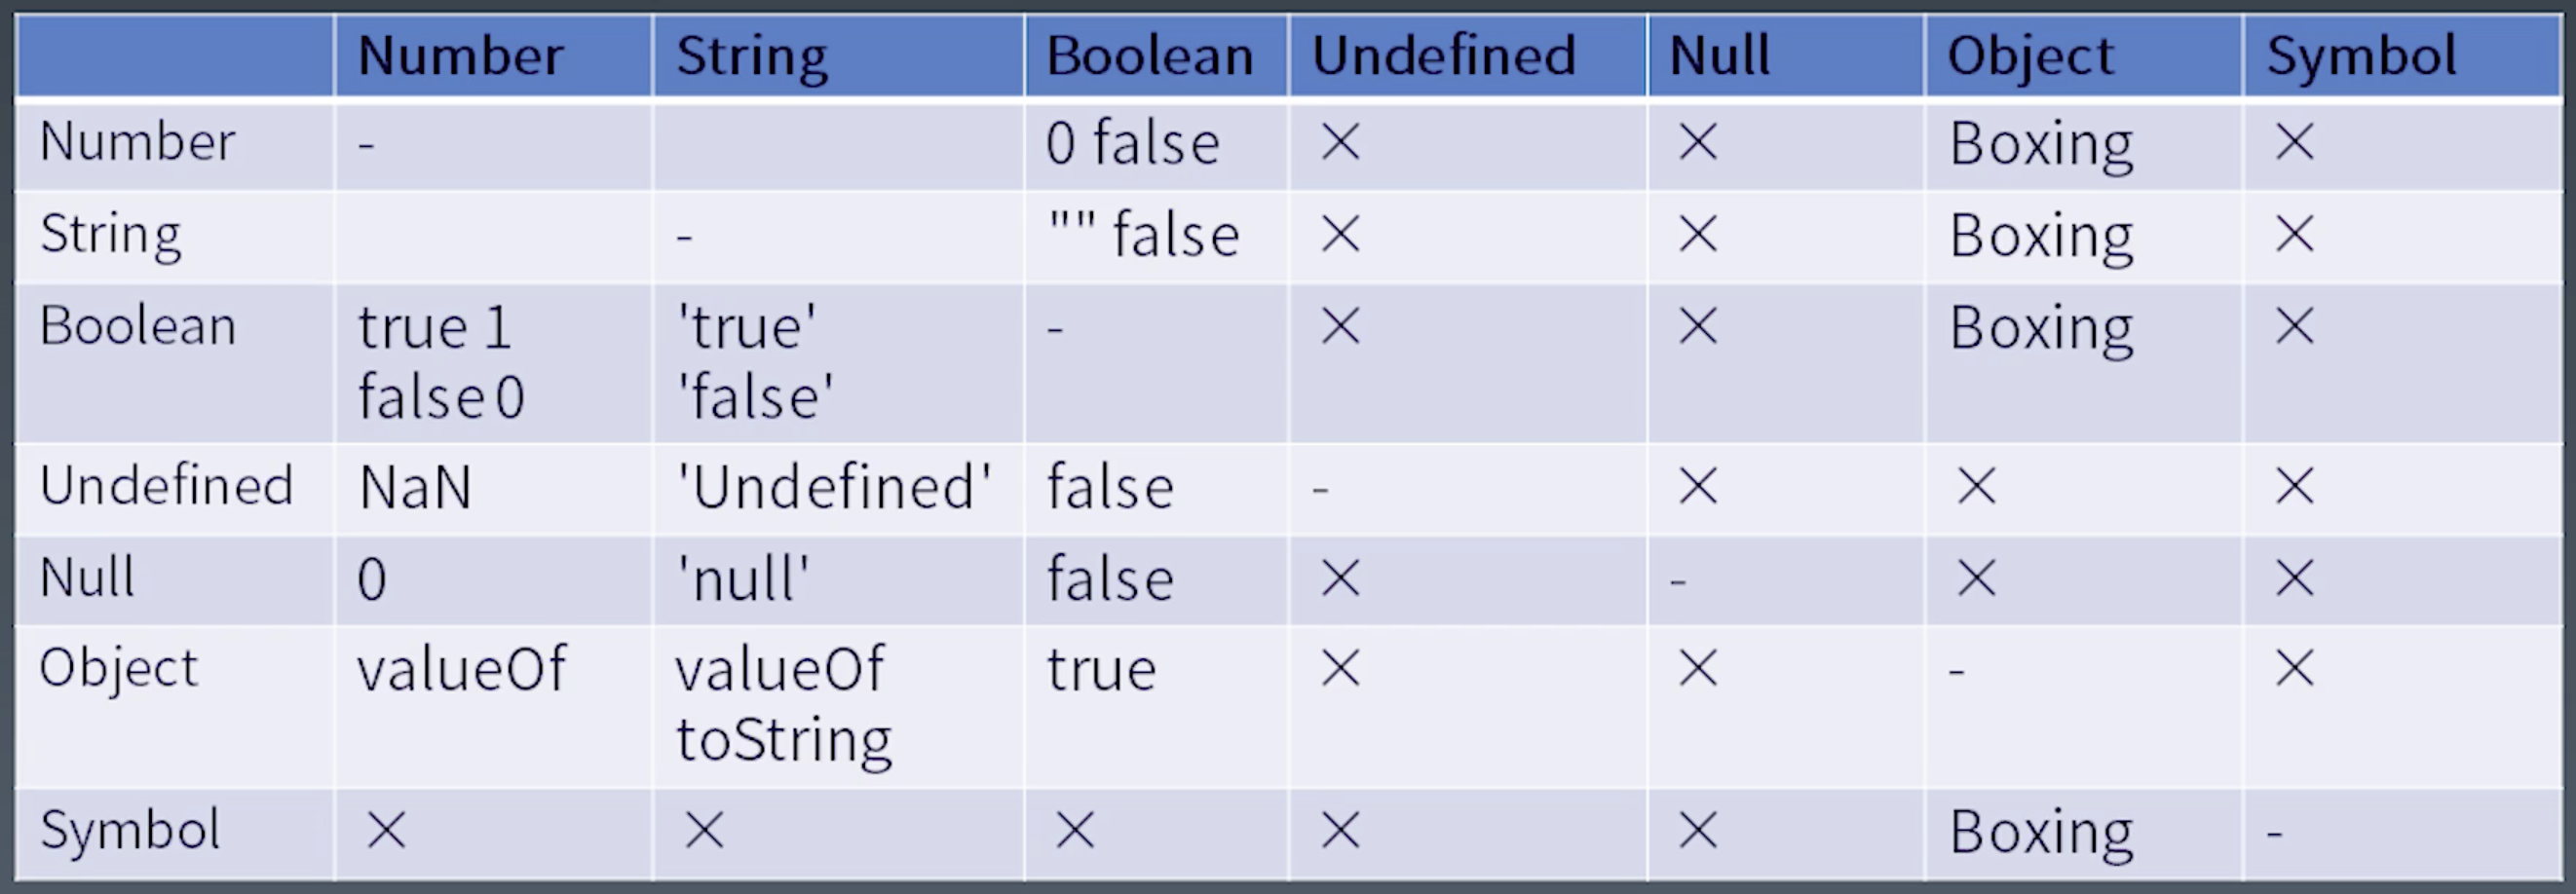 Number String Boolean Undefined Null Object Symbol
Number - 0 false × × Boxing ×
String - "" false × × Boxing ×
Boolean true 1 'true' - × × Boxing ×
false 0 'false'
Undefined NaN 'Undefined' false - × × ×
Null 0 'null' false × - × ×
Object valueOf valueOf true × × - ×
toString
Symbol × × × × × Boxing -